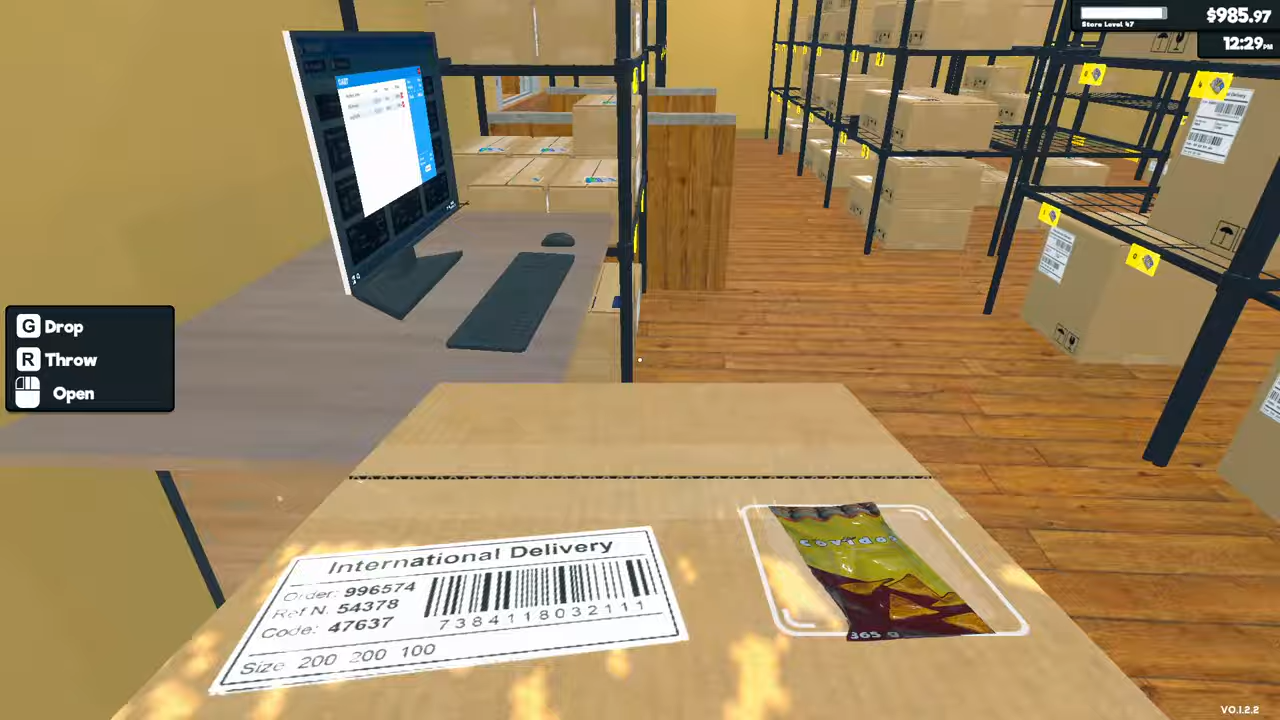 $985.97
Store Level 47
12:29PM
G Drop
R Throw
Open
International Delivery
Order: 996574
Ref N. 54378
Code: 47637
7384118032111
Size 200 200 100
365 g
V0.1.2.2